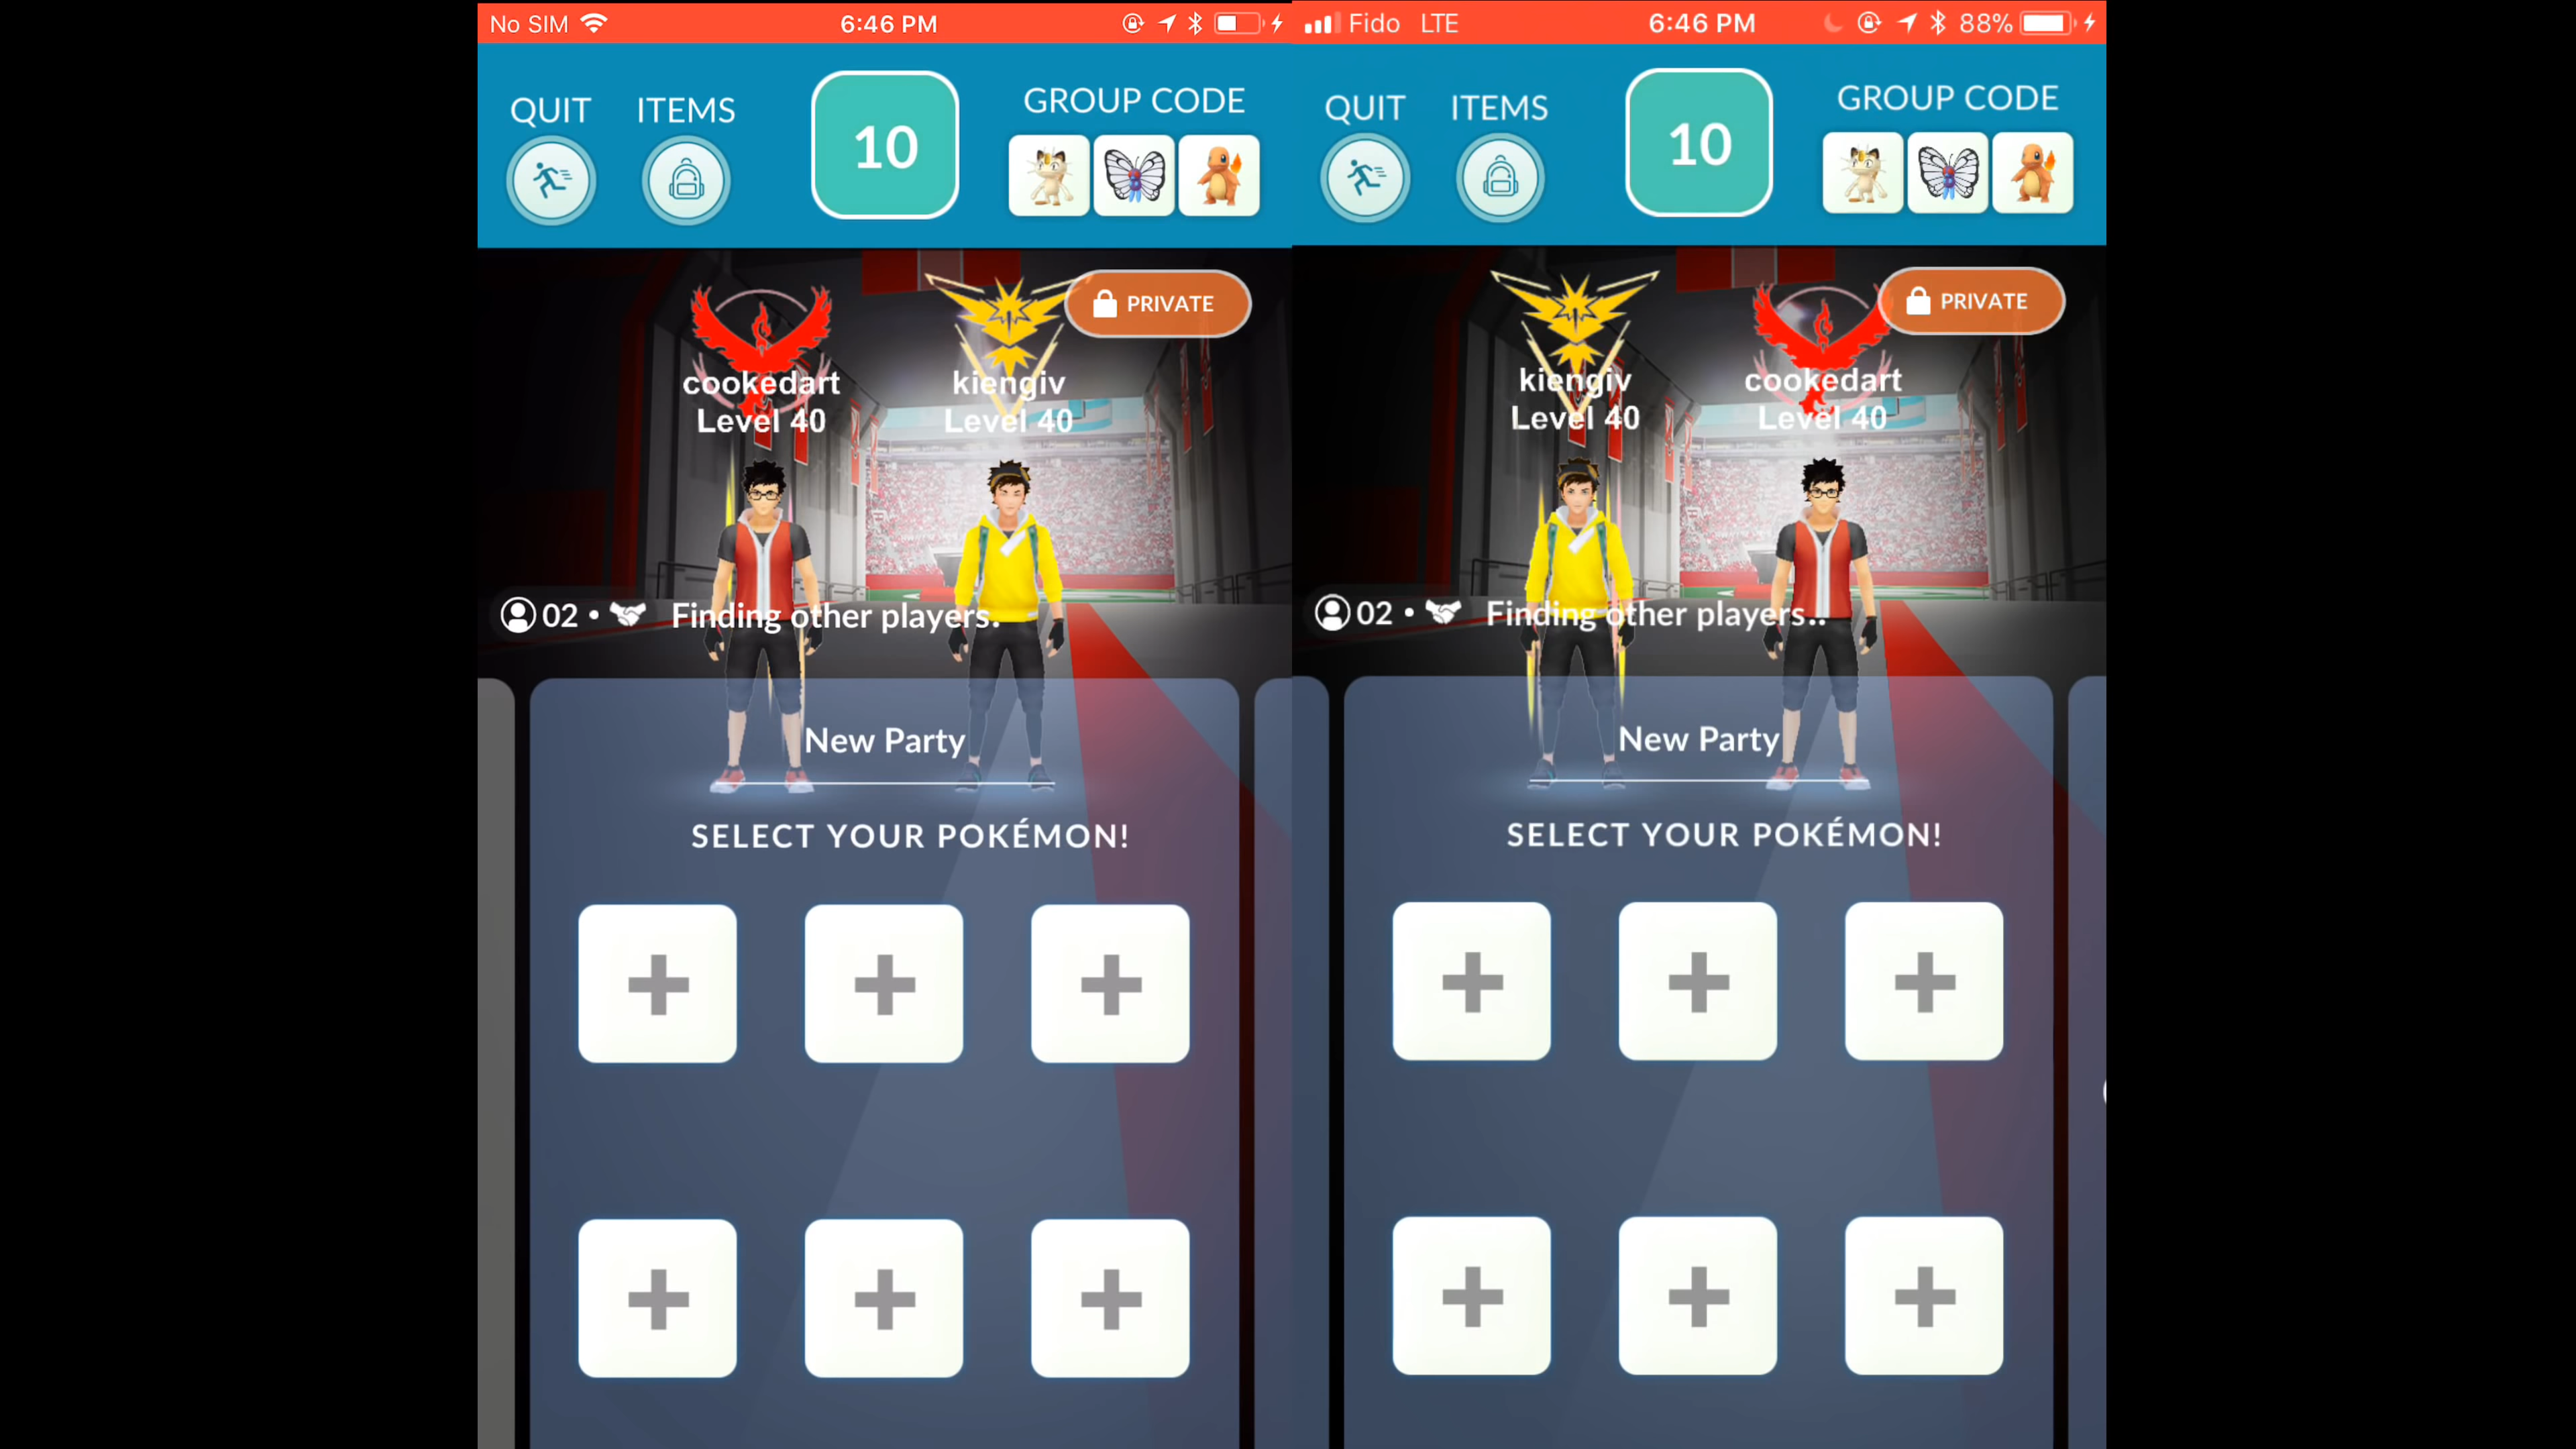 No SIM 6:46 PM
QUIT ITEMS 10 GROUP CODE
PRIVATE
cookedart kiengiv
Level 40 Level 40
02 • Finding other players.
New Party
SELECT YOUR POKÉMON!
Fido LTE 6:46 PM 88%
QUIT ITEMS 10 GROUP CODE
PRIVATE
kiengiv cookedart
Level 40 Level 40
02 • Finding other players..
New Party
SELECT YOUR POKÉMON!